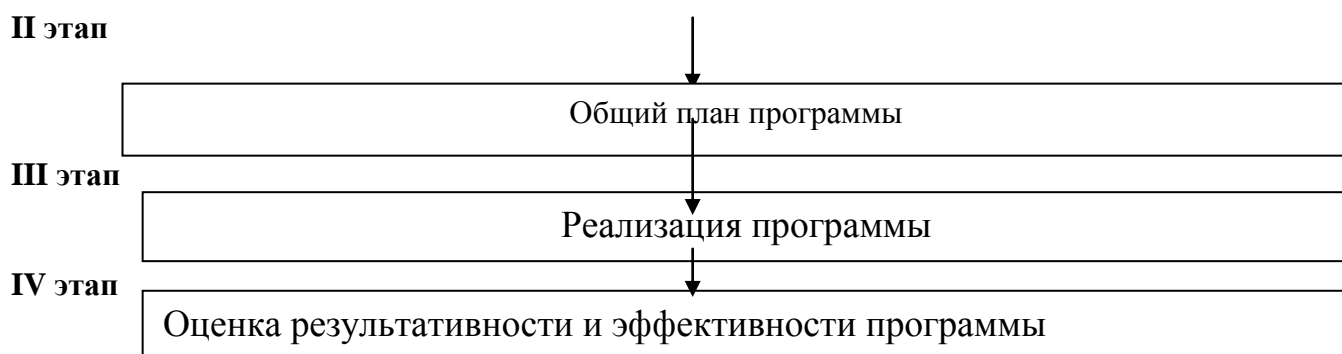 II этап
Общий план программы
III этап
Реализация программы
IV этап
Оценка результативности и эффективности программы